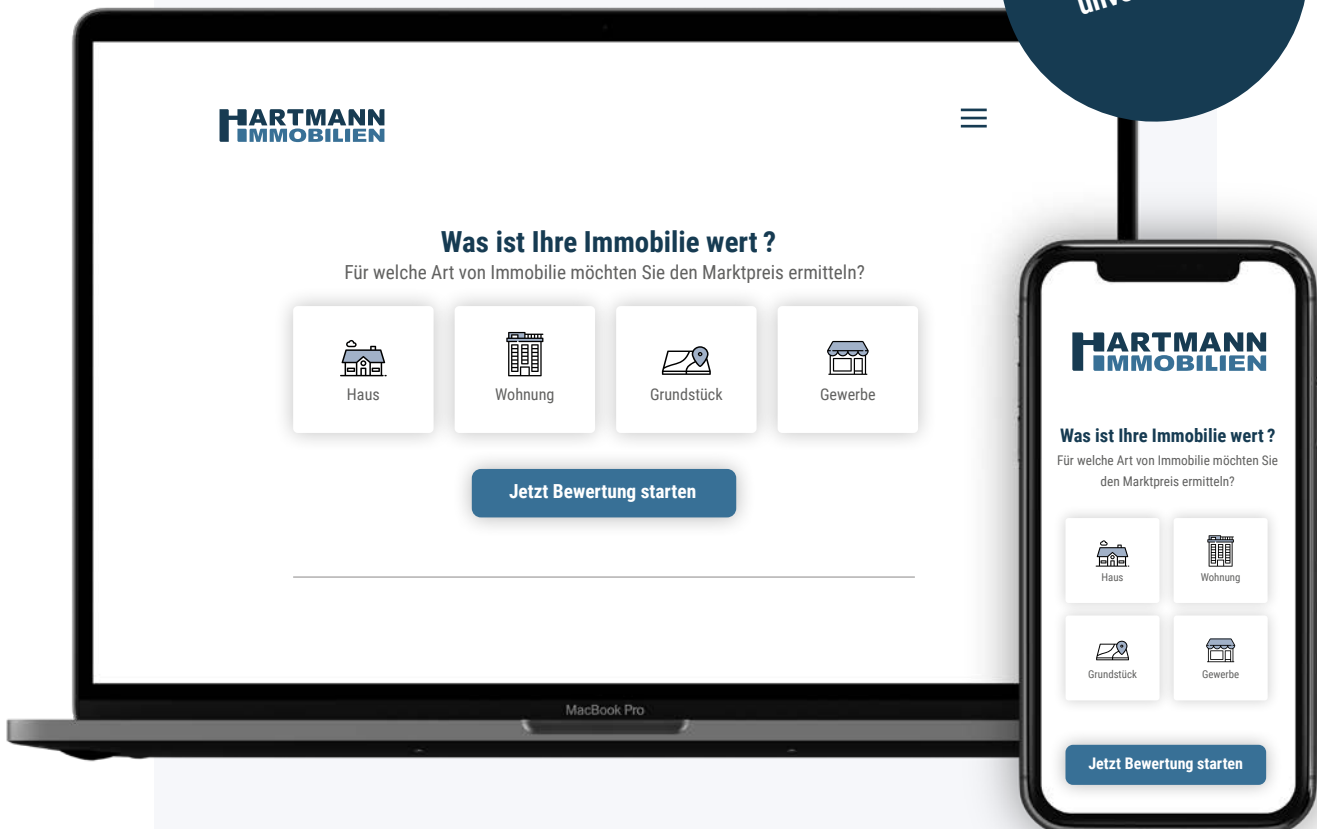 HARTMANN
IMMOBILIEN
Was ist Ihre Immobilie wert ?
Für welche Art von Immobilie möchten Sie den Marktpreis ermitteln?
Haus
Wohnung
Grundstück
Gewerbe
Jetzt Bewertung starten
MacBook Pro
HARTMANN
IMMOBILIEN
Was ist Ihre Immobilie wert ?
Für welche Art von Immobilie möchten Sie
den Marktpreis ermitteln?
Haus
Wohnung
Grundstück
Gewerbe
Jetzt Bewertung starten